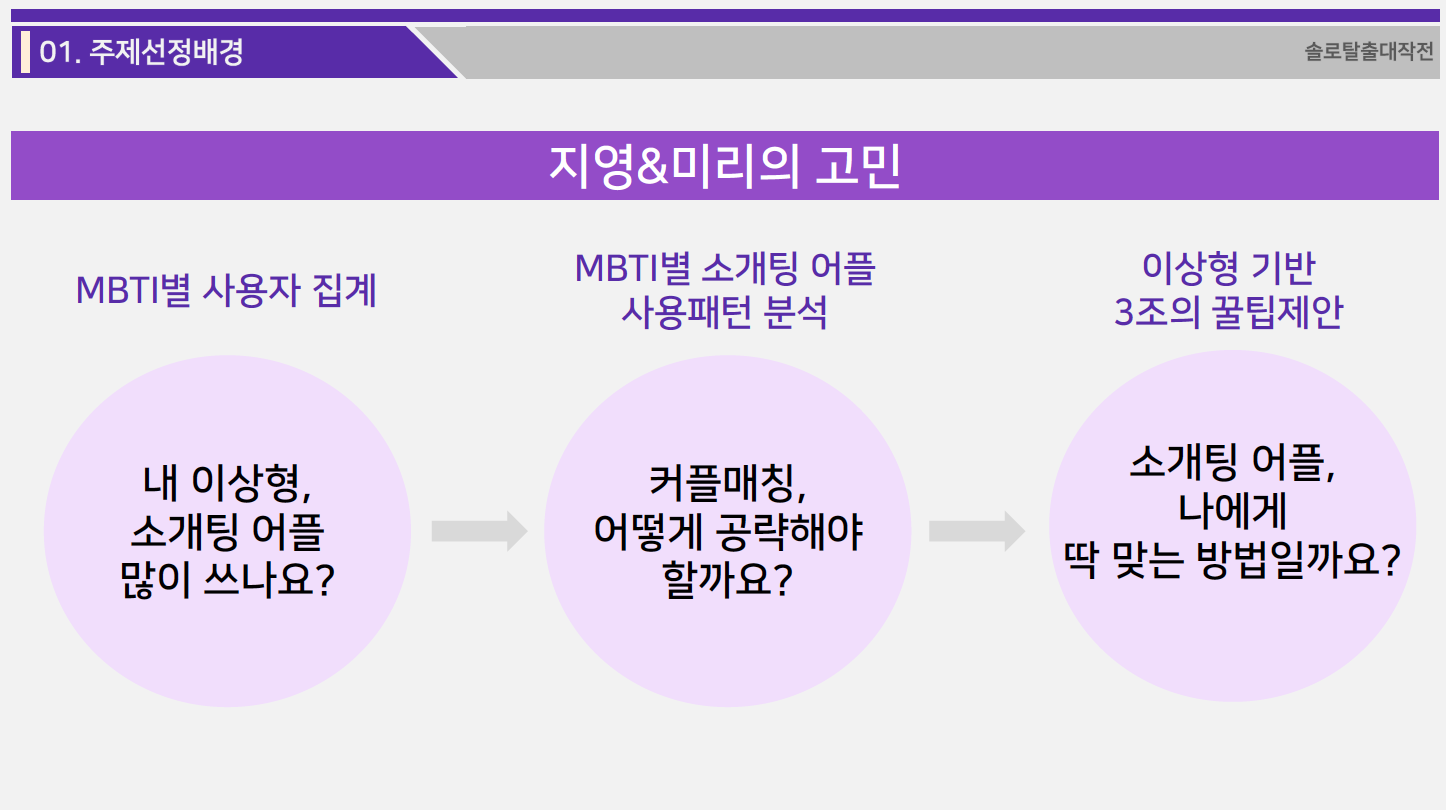 01. 주제선정배경
솔로탈출대작전
지영&미리의 고민
MBTI별 사용자 집계
내 이상형,
소개팅 어플
많이 쓰나요?
MBTI별 소개팅 어플
사용패턴 분석
커플매칭,
어떻게 공략해야
할까요?
이상형 기반
3조의 꿀팁제안
소개팅 어플,
나에게
딱 맞는 방법일까요?